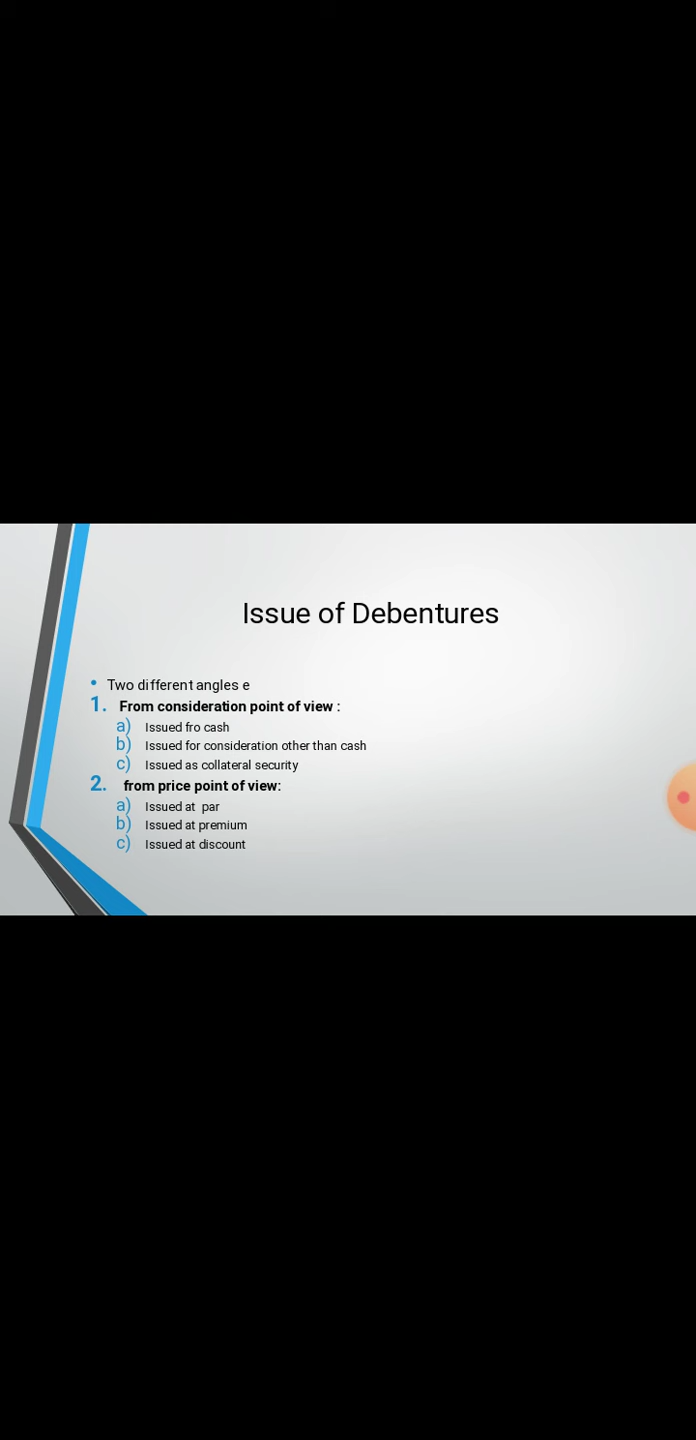 Issue of Debentures
• Two different angles e
1. From consideration point of view :
a) Issued fro cash
b) Issued for consideration other than cash
c) Issued as collateral security
2. from price point of view:
a) Issued at par
b) Issued at premium
c) Issued at discount